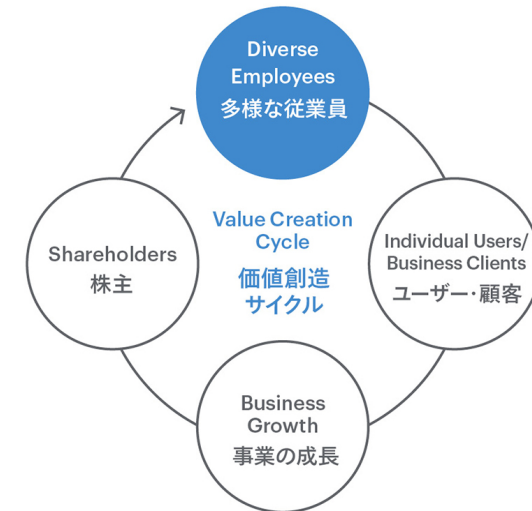 Diverse
Employees
多様な従業員
Value Creation
Cycle
価値創造
サイクル
Shareholders
株主
Individual Users/
Business Clients
ユーザー・顧客
Business
Growth
事業の成長